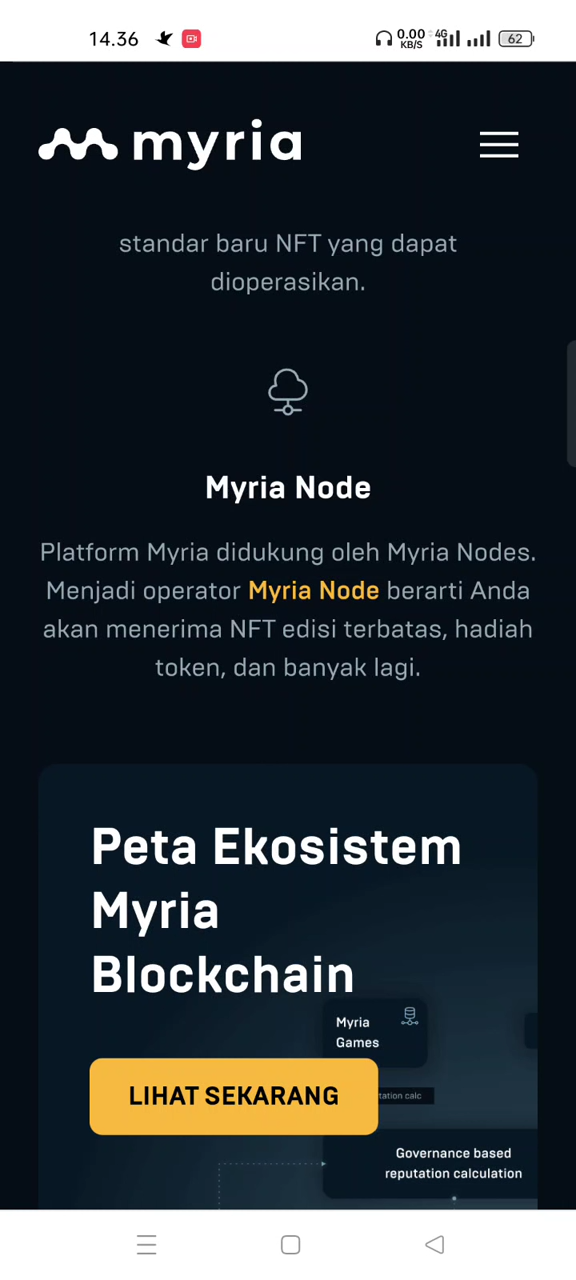 14.36
0.00
KB/S
4G
62
myria
standar baru NFT yang dapat
dioperasikan.
Myria Node
Platform Myria didukung oleh Myria Nodes.
Menjadi operator Myria Node berarti Anda
akan menerima NFT edisi terbatas, hadiah
token, dan banyak lagi.
Peta Ekosistem
Myria
Blockchain
Myria
Games
LIHAT SEKARANG
tation calc
Governance based
reputation calculation